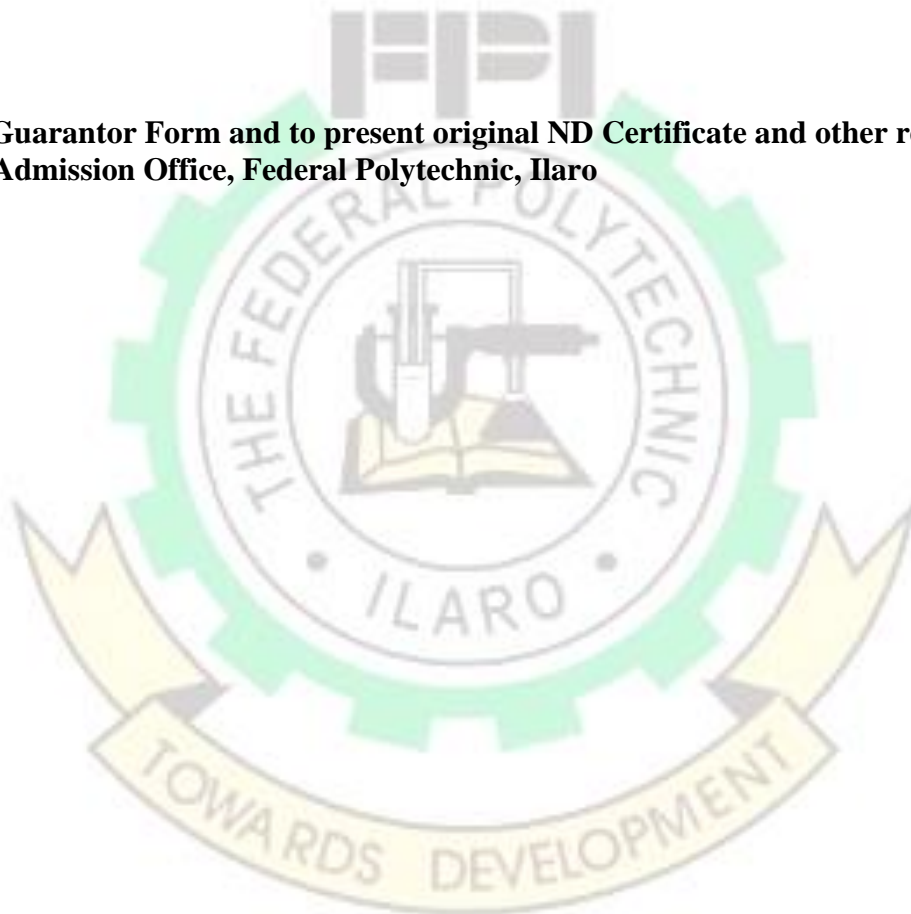 FPI
Guarantor Form and to present original ND Certificate and other
Admission Office, Federal Polytechnic, Ilaro
THE FEDERAL POLYTECHNIC
• ILARO •
TOWARDS DEVELOPMENT